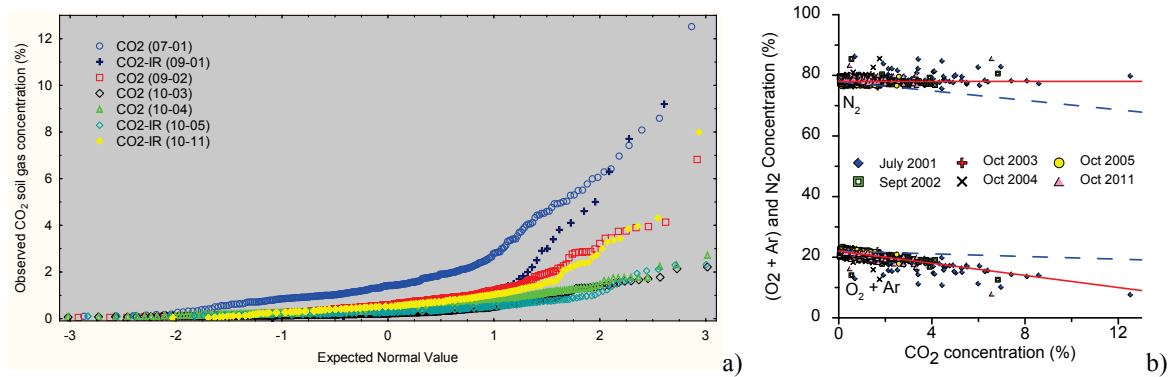 12
10
8
6
4
2
0
Observed CO2 soil gas concentration (%)
CO2 (07-01)
CO2-IR (09-01)
CO2 (09-02)
CO2 (10-03)
CO2 (10-04)
CO2-IR (10-05)
CO2-IR (10-11)
-3 -2 -1 0 1 2 3
Expected Normal Value
a)
100
80
60
40
20
0
(O2 + Ar) and N2 Concentration (%)
N2
July 2001 Oct 2003 Oct 2005
Sept 2002 Oct 2004 Oct 2011
O2 + Ar
0 4 8 12
CO2 concentration (%)
b)